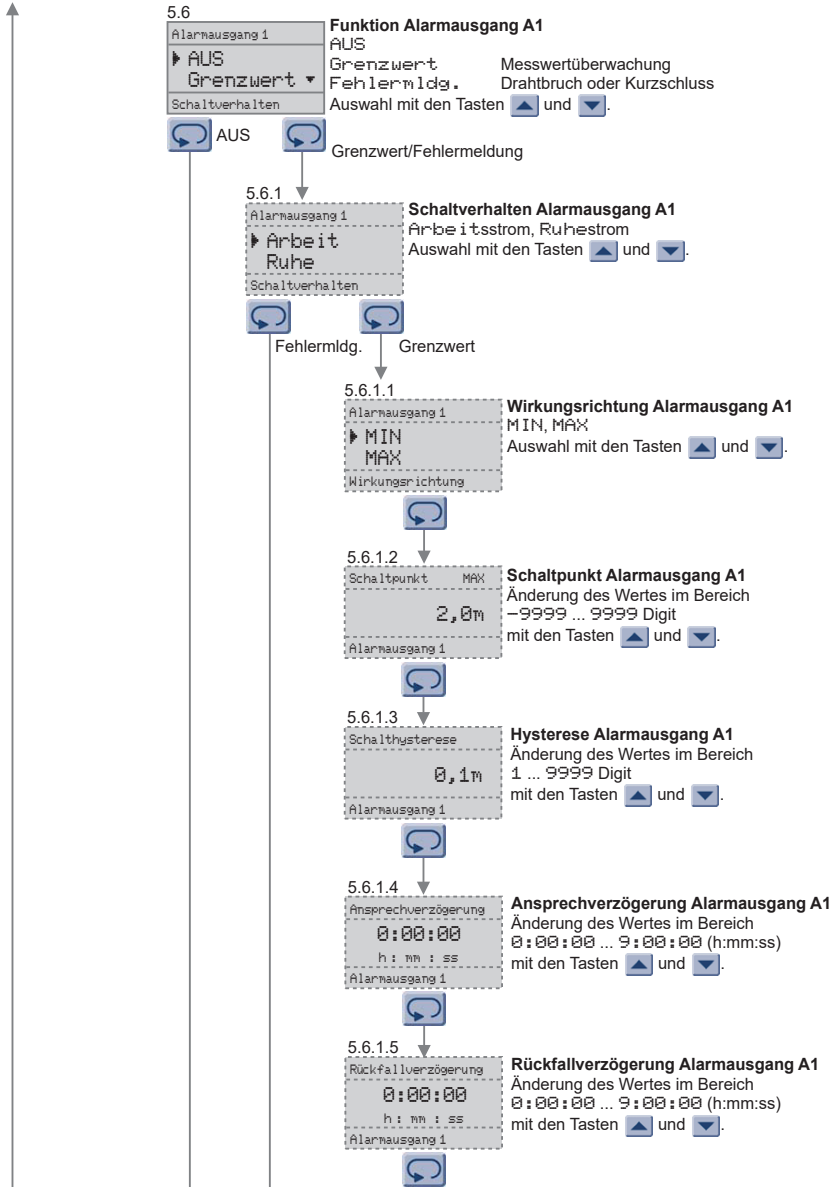 5.6
Alarmausgang 1
AUS
Grenzwert
Schaltverhalten
Funktion Alarmausgang A1
AUS
Grenzwert Messwertüberwachung
Fehlermldg. Drahtbruch oder Kurzschluss
Auswahl mit den Tasten und .
AUS
Grenzwert/Fehlermeldung
5.6.1
Alarmausgang 1
Arbeit
Ruhe
Schaltverhalten
Schaltverhalten Alarmausgang A1
Arbeitsstrom, Ruhestrom
Auswahl mit den Tasten und .
Fehlermldg. Grenzwert
5.6.1.1
Alarmausgang 1
MIN
MAX
Wirkungsrichtung
Wirkungsrichtung Alarmausgang A1
MIN, MAX
Auswahl mit den Tasten und .
5.6.1.2
Schaltpunkt MAX
2,0m
Alarmausgang 1
Schaltpunkt Alarmausgang A1
Änderung des Wertes im Bereich
−9999 ... 9999 Digit
mit den Tasten und .
5.6.1.3
Schalthysterese
0,1m
Alarmausgang 1
Hysterese Alarmausgang A1
Änderung des Wertes im Bereich
1 ... 9999 Digit
mit den Tasten und .
5.6.1.4
Ansprechverzögerung
0:00:00
h : mm : ss
Alarmausgang 1
Ansprechverzögerung Alarmausgang A1
Änderung des Wertes im Bereich
0:00:00 ... 9:00:00 (h:mm:ss)
mit den Tasten und .
5.6.1.5
Rückfallverzögerung
0:00:00
h : mm : ss
Alarmausgang 1
Rückfallverzögerung Alarmausgang A1
Änderung des Wertes im Bereich
0:00:00 ... 9:00:00 (h:mm:ss)
mit den Tasten und .